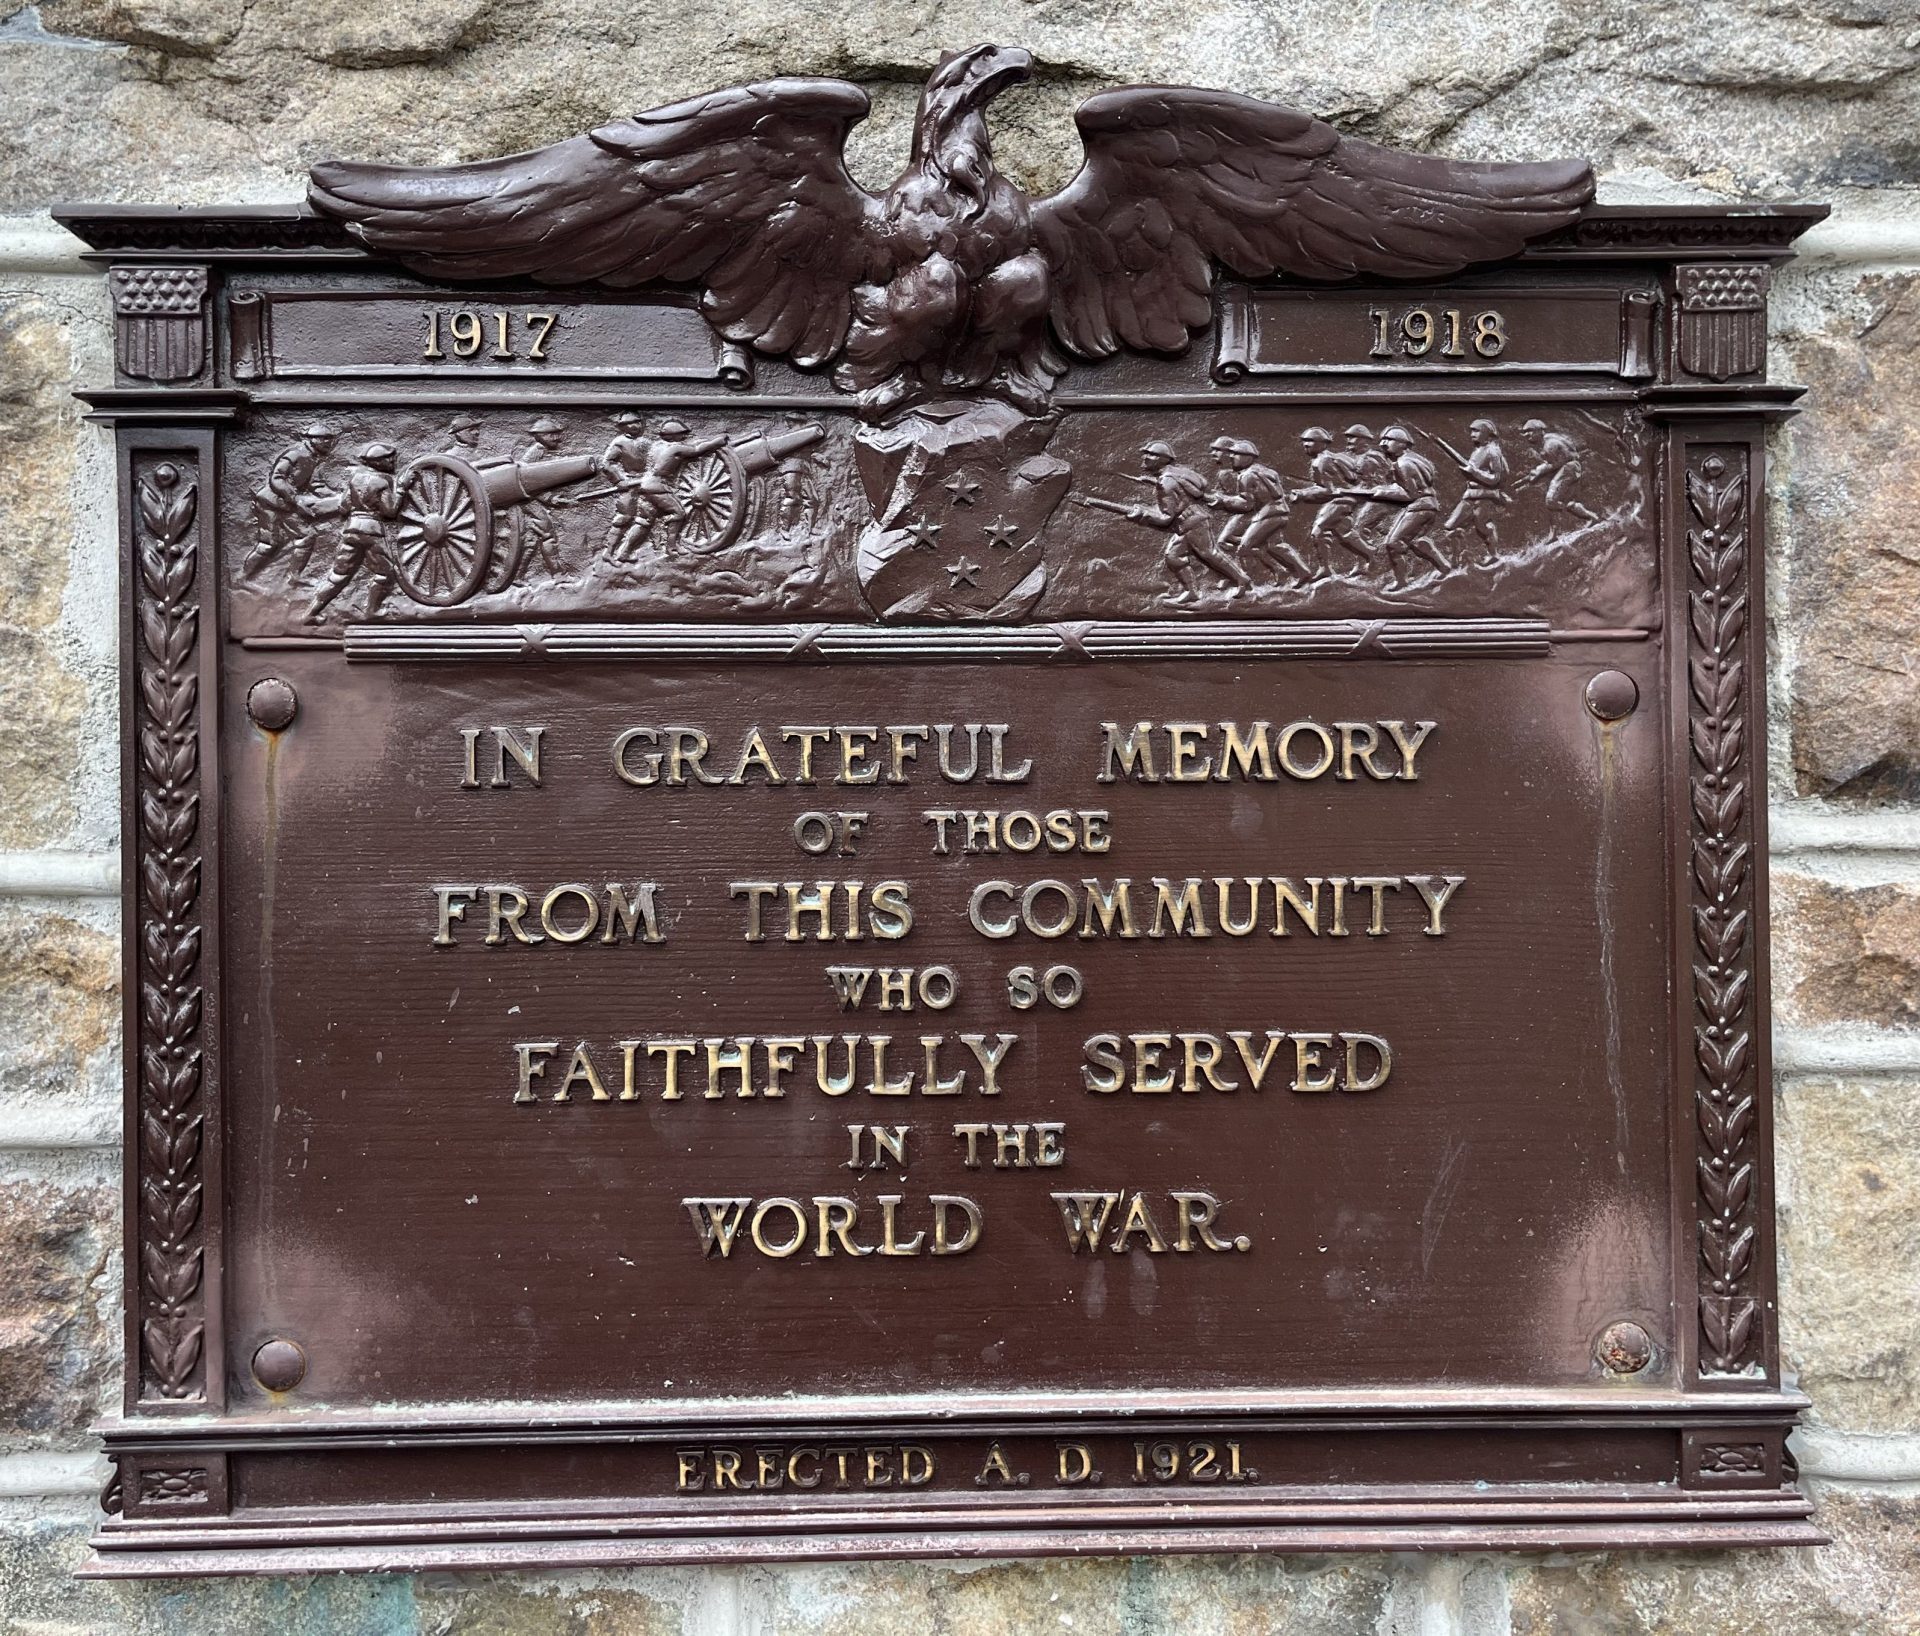 1917 1918
IN GRATEFUL MEMORY
OF THOSE
FROM THIS COMMUNITY
WHO SO
FAITHFULLY SERVED
IN THE
WORLD WAR.
ERECTED A. D. 1921.